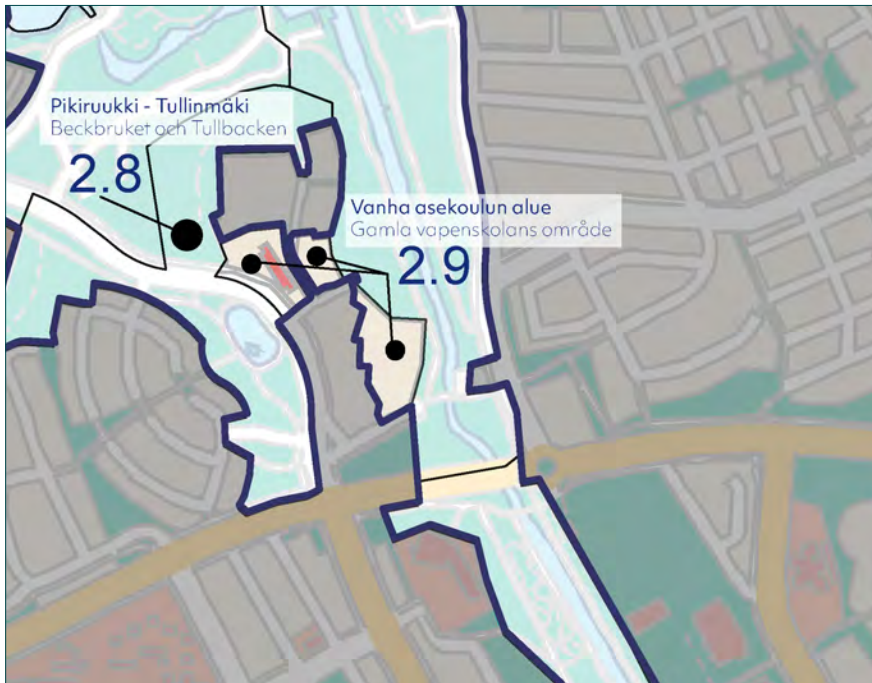 Pikiruukki - Tullinmäki
Beckbruket och Tullbacken
2.8
Vanha asekoulun alue
Gamla vapenskolans område
2.9